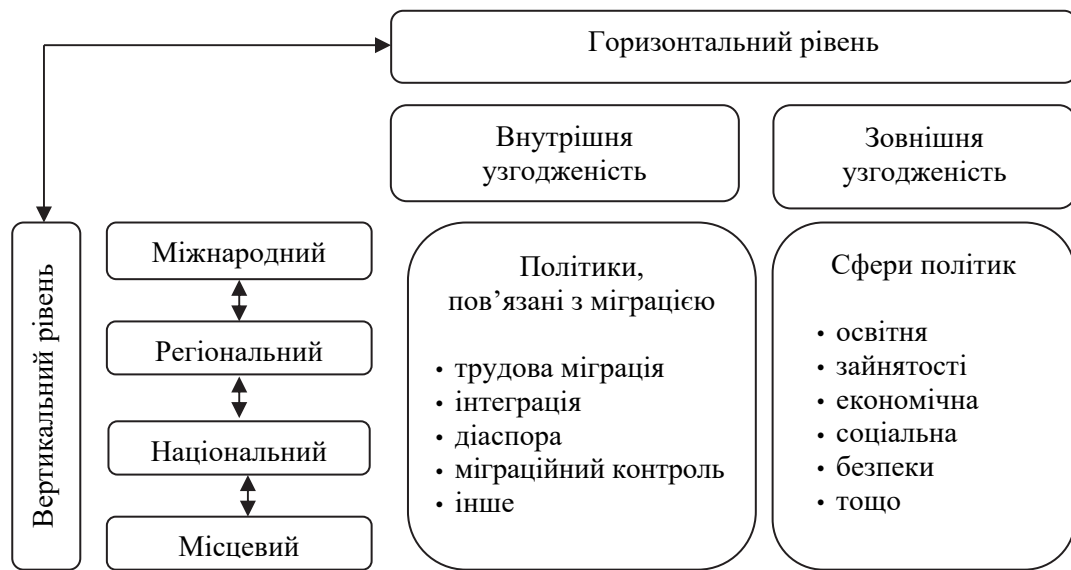 Горизонтальний рівень
Внутрішня
узгодженість
Зовнішня
узгодженість
Вертикальний рівень
Міжнародний
Регіональний
Національний
Місцевий
Політики,
пов’язані з міграцією
• трудова міграція
• інтеграція
• діаспора
• міграційний контроль
• інше
Сфери політик
• освітня
• зайнятості
• економічна
• соціальна
• безпеки
• тощо